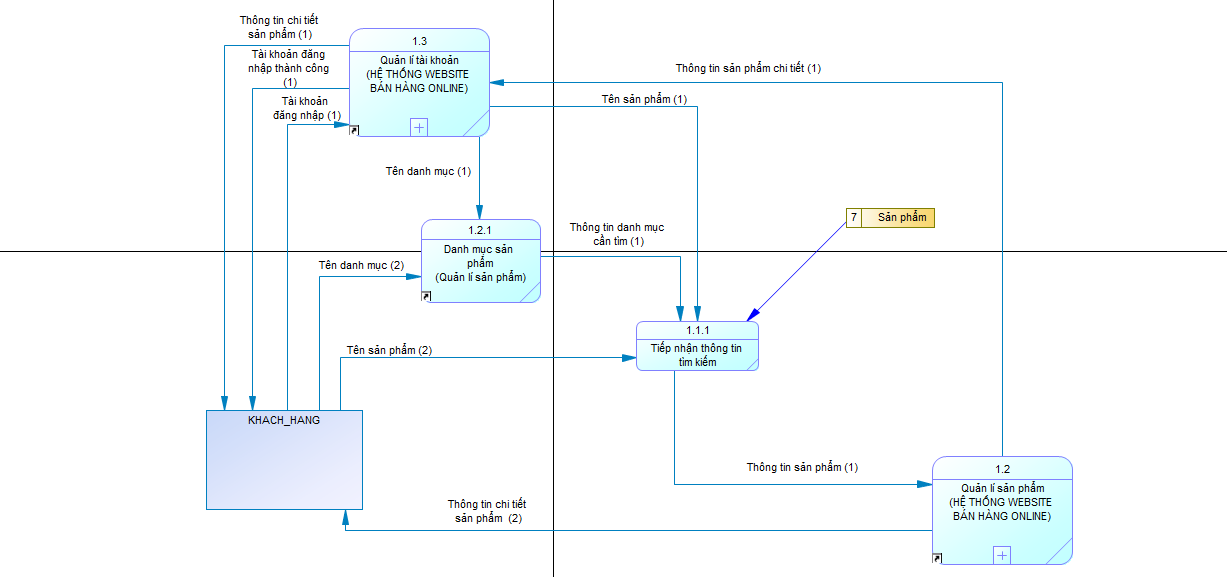 Thông tin chi tiết
sản phẩm (1)
1.3
Quản lí tài khoản
(HỆ THỐNG WEBSITE
BÁN HÀNG ONLINE)
Tài khoản đăng
nhập thành công
(1)
Tài khoản
đăng nhập (1)
Thông tin sản phẩm chi tiết (1)
Tên sản phẩm (1)
Tên danh mục (1)
7 Sản phẩm
1.2.1
Danh mục sản
phẩm
(Quản lí sản phẩm)
Thông tin danh mục
cần tìm (1)
Tên danh mục (2)
1.1.1
Tiếp nhận thông tin
tìm kiếm
Tên sản phẩm (2)
KHACH_HANG
Thông tin sản phẩm (1)
1.2
Quản lí sản phẩm
(HỆ THỐNG WEBSITE
BÁN HÀNG ONLINE)
Thông tin chi tiết
sản phẩm (2)